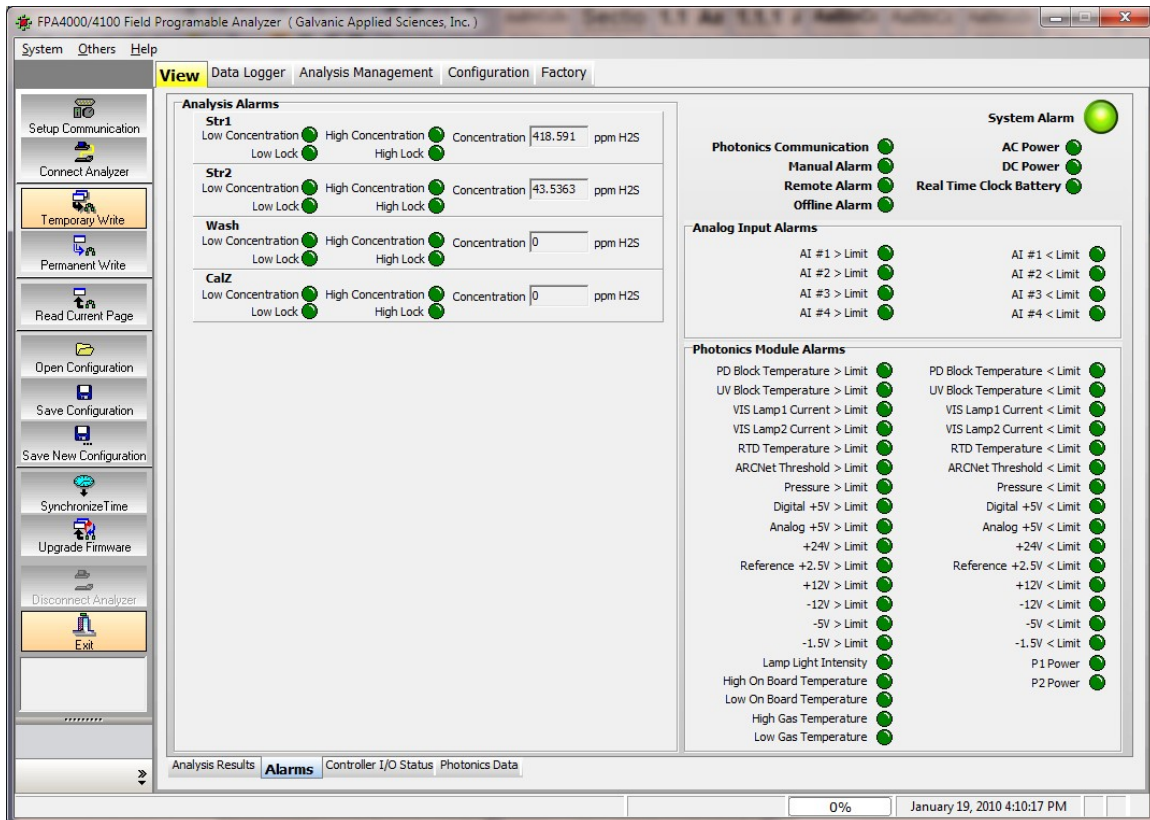 FPA4000/4100 Field Programable Analyzer ( Galvanic Applied Sciences, Inc. )
System Others Help
View Data Logger Analysis Management Configuration Factory
Setup Communication
Connect Analyzer
Temporary Write
Permanent Write
Read Current Page
Open Configuration
Save Configuration
Save New Configuration
SynchronizeTime
Upgrade Firmware
Disconnect Analyzer
Exit
Analysis Alarms
Str1
Low Concentration High Concentration Concentration 418.591 ppm H2S
Low Lock High Lock
Str2
Low Concentration High Concentration Concentration 43.5363 ppm H2S
Low Lock High Lock
Wash
Low Concentration High Concentration Concentration 0 ppm H2S
Low Lock High Lock
CalZ
Low Concentration High Concentration Concentration 0 ppm H2S
Low Lock High Lock
System Alarm
Photonics Communication AC Power
Manual Alarm DC Power
Remote Alarm Real Time Clock Battery
Offline Alarm
Analog Input Alarms
AI #1 > Limit AI #1 < Limit
AI #2 > Limit AI #2 < Limit
AI #3 > Limit AI #3 < Limit
AI #4 > Limit AI #4 < Limit
Photonics Module Alarms
PD Block Temperature > Limit PD Block Temperature < Limit
UV Block Temperature > Limit UV Block Temperature < Limit
VIS Lamp1 Current > Limit VIS Lamp1 Current < Limit
VIS Lamp2 Current > Limit VIS Lamp2 Current < Limit
RTD Temperature > Limit RTD Temperature < Limit
ARCNet Threshold > Limit ARCNet Threshold < Limit
Pressure > Limit Pressure < Limit
Digital +5V > Limit Digital +5V < Limit
Analog +5V > Limit Analog +5V < Limit
+24V > Limit +24V < Limit
Reference +2.5V > Limit Reference +2.5V < Limit
+12V > Limit +12V < Limit
-12V > Limit -12V < Limit
-5V > Limit -5V < Limit
-1.5V > Limit -1.5V < Limit
Lamp Light Intensity P1 Power
High On Board Temperature P2 Power
Low On Board Temperature
High Gas Temperature
Low Gas Temperature
Analysis Results Alarms Controller I/O Status Photonics Data
0% January 19, 2010 4:10:17 PM